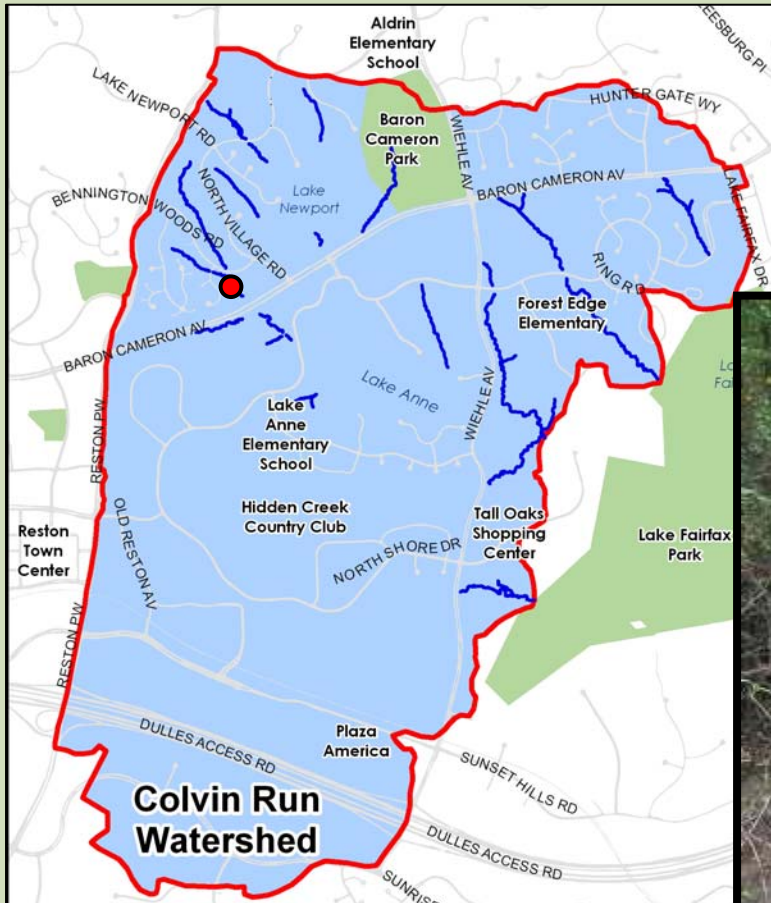 Aldrin
Elementary
School
LEESBURG PI
LAKE NEWPORT RD
HUNTER GATE WY
Baron
Cameron
Park
WIEHLE AV
BARON CAMERON AV
LAKE FAIRFAX DR
Lake
Newport
NORTH VILLAGE RD
BENNINGTON WOODS RD
RING RD
Forest Edge
Elementary
BARON CAMERON AV
Lake Anne
WIEHLE AV
RESTON PW
Lake
Anne
Elementary
School
Hidden Creek
Country Club
Tall Oaks
Shopping
Center
OLD RESTON AV
Reston
Town
Center
NORTH SHORE DR
Lake Fairfax
Park
RESTON PW
DULLES ACCESS RD
Plaza
America
SUNSET HILLS RD
Colvin Run
Watershed
DULLES ACCESS RD